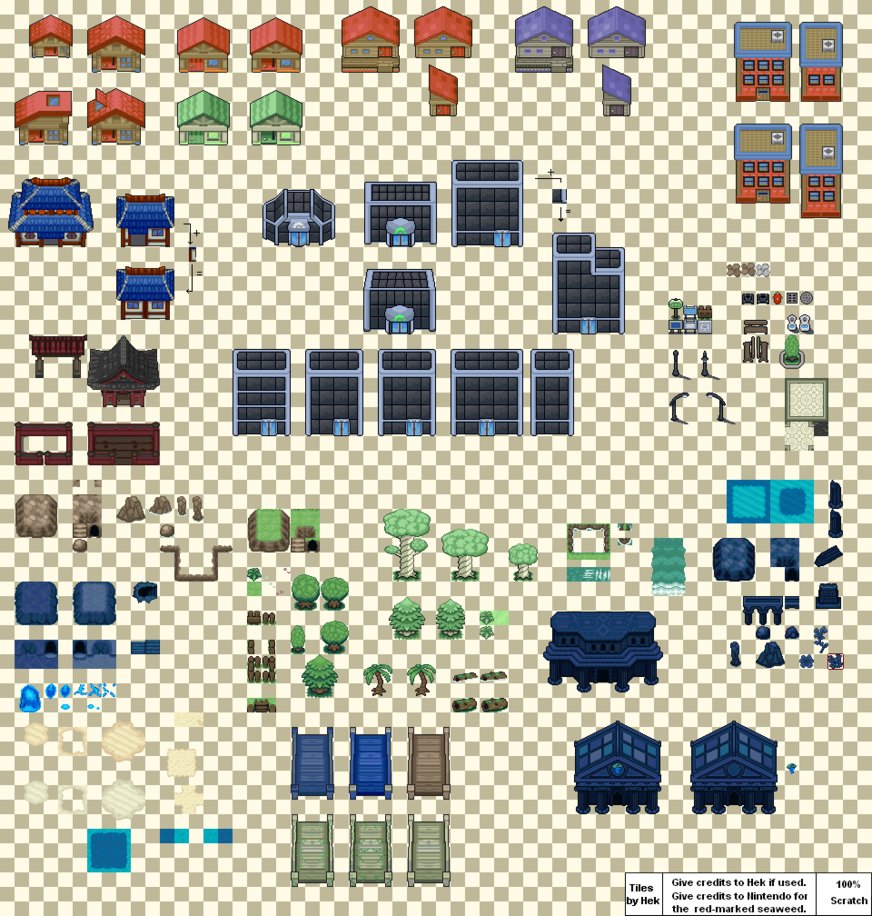 Tiles
by Hek
Give credits to Hek if used.
Give credits to Nintendo for
the red-marked seaweed.
100%
Scratch